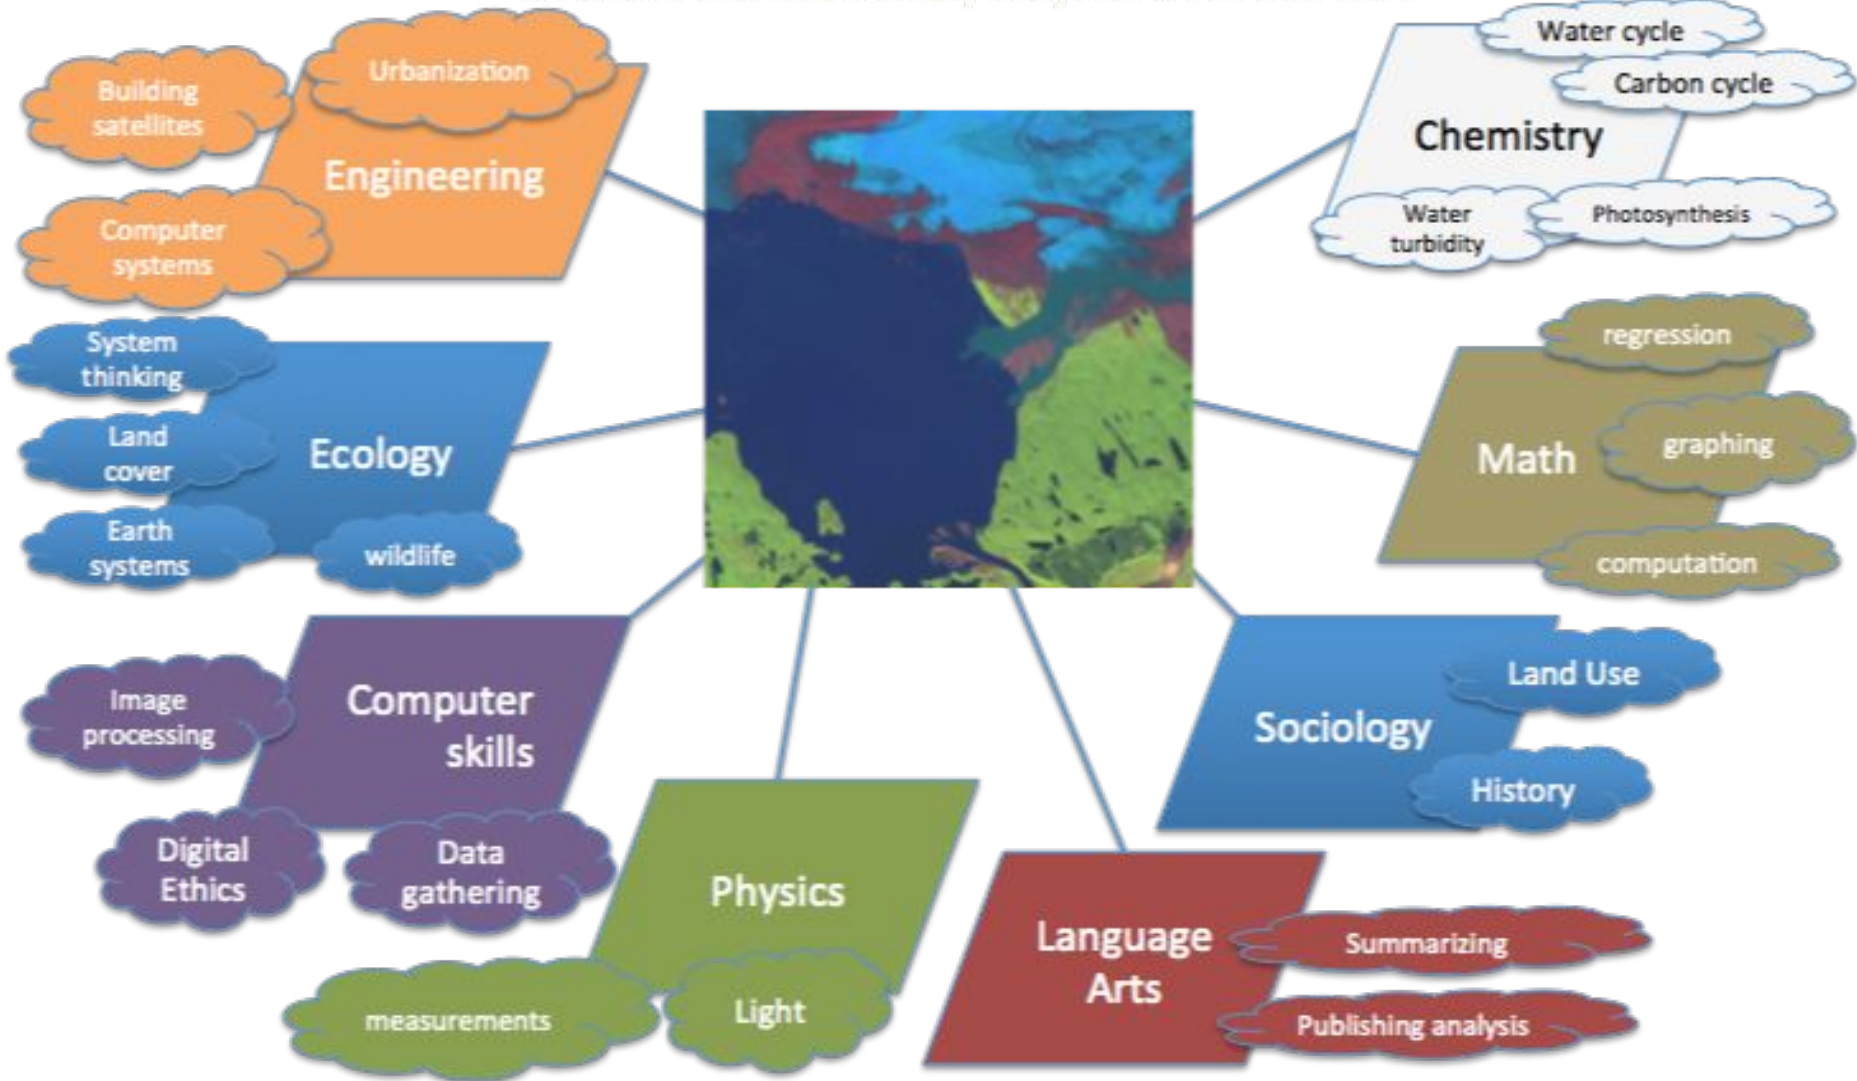 Urbanization
Building
satellites
Engineering
Computer
systems
Water cycle
Carbon cycle
Chemistry
Water
turbidity
Photosynthesis
System
thinking
Land
cover
Ecology
Earth
systems
wildlife
regression
Math
graphing
computation
Image
processing
Computer
skills
Digital
Ethics
Data
gathering
Land Use
Sociology
History
Physics
measurements
Light
Language
Arts
Summarizing
Publishing analysis